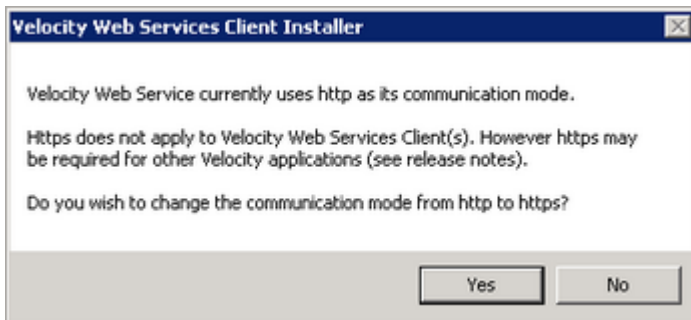 Velocity Web Services Client Installer
Velocity Web Service currently uses http as its communication mode.
Https does not apply to Velocity Web Services Client(s). However https may
be required for other Velocity applications (see release notes).
Do you wish to change the communication mode from http to https?
Yes No